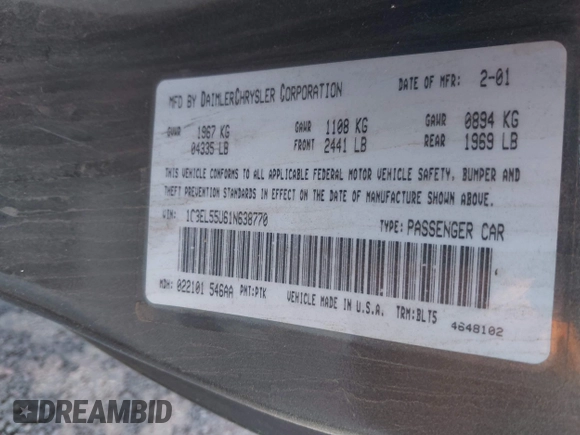 MFD BY DAIMLERCHRYSLER CORPORATION DATE OF MFR: 2-01
GVWR 1967 KG GAWR 1108 KG GAWR 0894 KG
04335 LB FRONT 2441 LB REAR 1969 LB
THIS VEHICLE CONFORMS TO ALL APPLICABLE FEDERAL MOTOR VEHICLE SAFETY, BUMPER AND
THEFT PREVENTION STANDARDS IN EFFECT ON THE DATE OF MANUFACTURE SHOWN ABOVE.
VIN: 1C3EL55U61N638770 TYPE: PASSENGER CAR
MDH: 022101 546AA PNT: PTK VEHICLE MADE IN U.S.A. TRM: BLT5
4648102
DREAMBID